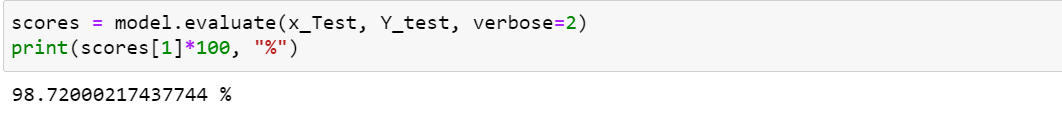 scores = model.evaluate(x_Test, Y_test, verbose=2)
print(scores[1]*100, "%")
98.72000217437744 %